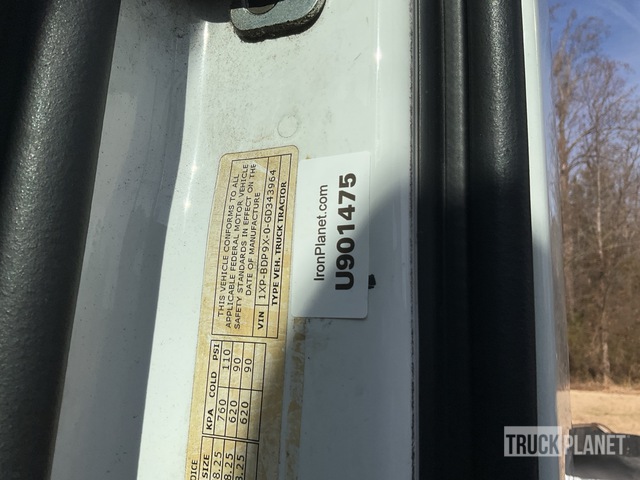 THIS VEHICLE CONFORMS TO ALL
APPLICABLE FEDERAL MOTOR VEHICLE
SAFETY STANDARDS IN EFFECT ON THE
DATE OF MANUFACTURE
VIN 1XP-BDP9X-0-GD343964
TYPE VEH. TRUCK TRACTOR
IronPlanet.com
U901475
KPA COLD PSI
760 110
620 90
620 90
SIZE
8.25
8.25
8.25
TRUCKPLANET